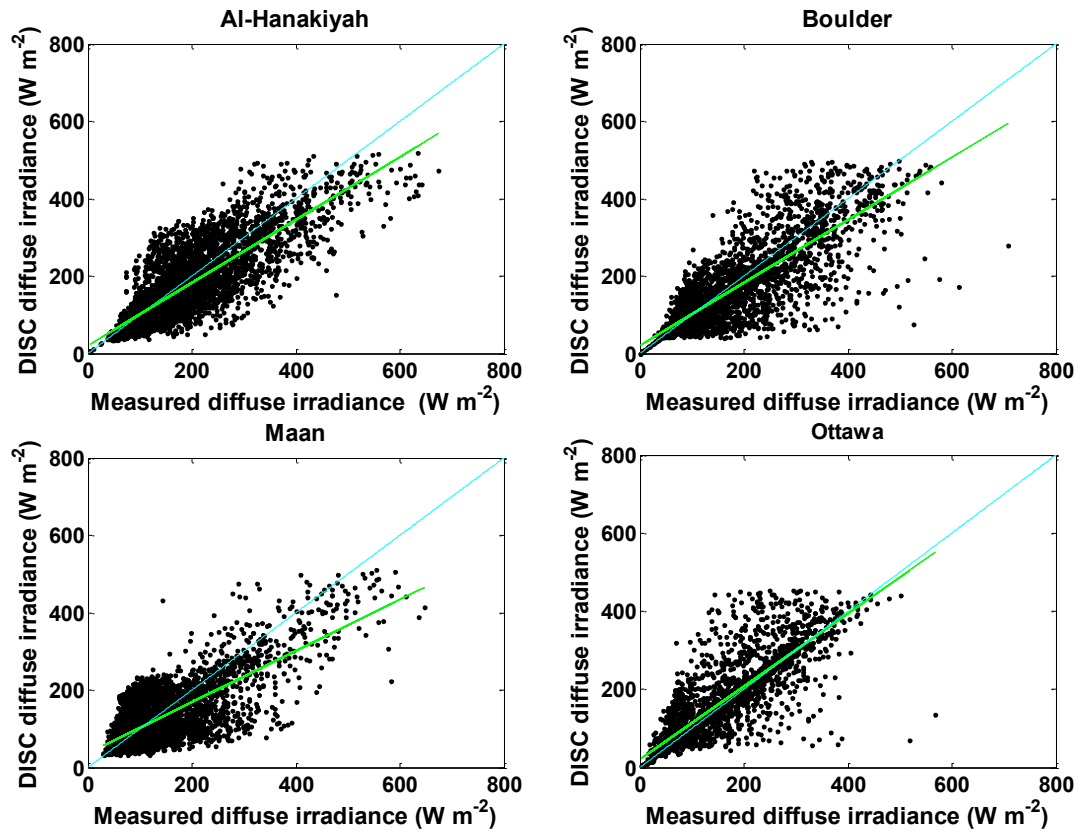 Al-Hanakiyah
DISC diffuse irradiance (W m-2)
800
600
400
200
0
0 200 400 600 800
Measured diffuse irradiance (W m-2)
Boulder
DISC diffuse irradiance (W m-2)
800
600
400
200
0
0 200 400 600 800
Measured diffuse irradiance (W m-2)
Maan
DISC diffuse irradiance (W m-2)
800
600
400
200
0
0 200 400 600 800
Measured diffuse irradiance (W m-2)
Ottawa
DISC diffuse irradiance (W m-2)
800
600
400
200
0
0 200 400 600 800
Measured diffuse irradiance (W m-2)